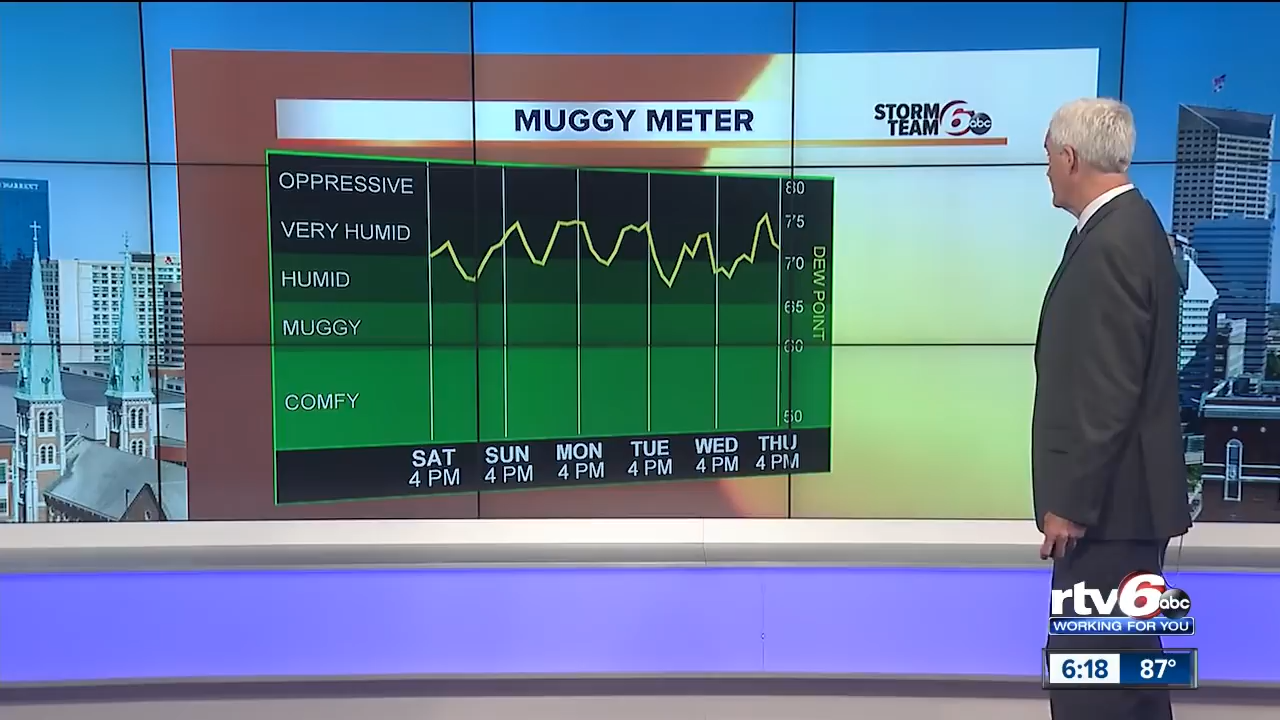 MUGGY METER
STORM
TEAM 6 abc
OPPRESSIVE
VERY HUMID
HUMID
MUGGY
COMFY
80
75
70
65
60
50
DEW POINT
SAT
4 PM
SUN
4 PM
MON
4 PM
TUE
4 PM
WED
4 PM
THU
4 PM
rtv6 abc
WORKING FOR YOU
6:18 87°